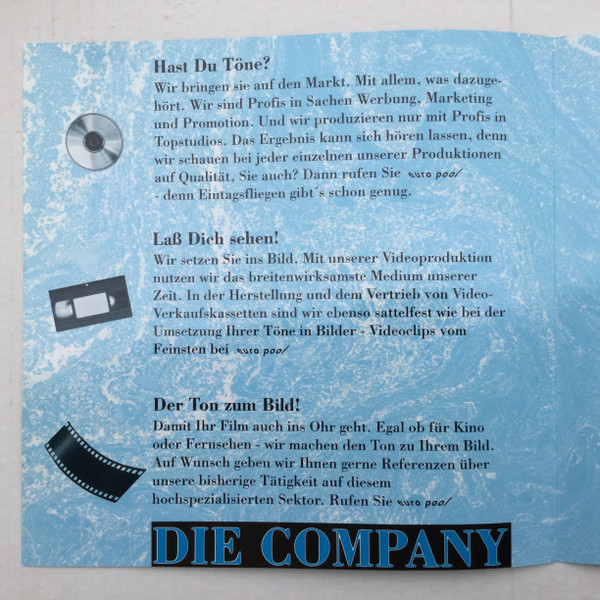 Hast Du Töne?
Wir bringen sie auf den Markt. Mit allem, was dazuge-
hört. Wir sind Profis in Sachen Werbung, Marketing
und Promotion. Und wir produzieren nur mit Profis in
Topstudios. Das Ergebnis kann sich hören lassen, denn
wir schauen bei jeder einzelnen unserer Produktionen
auf Qualität. Sie auch? Dann rufen Sie euro pool
- denn Eintagsfliegen gibt´s schon genug.
Laß Dich sehen!
Wir setzen Sie ins Bild. Mit unserer Videoproduktion
nutzen wir das breitenwirksamste Medium unserer
Zeit. In der Herstellung und dem Vertrieb von Video-
Verkaufskassetten sind wir ebenso sattelfest wie bei der
Umsetzung Ihrer Töne in Bilder - Videoclips vom
Feinsten bei euro pool
Der Ton zum Bild!
Damit Ihr Film auch ins Ohr geht. Egal ob für Kino
oder Fernsehen - wir machen den Ton zu Ihrem Bild.
Auf Wunsch geben wir Ihnen gerne Referenzen über
unsere bisherige Tätigkeit auf diesem
hochspezialisierten Sektor. Rufen Sie euro pool
DIE COMPANY